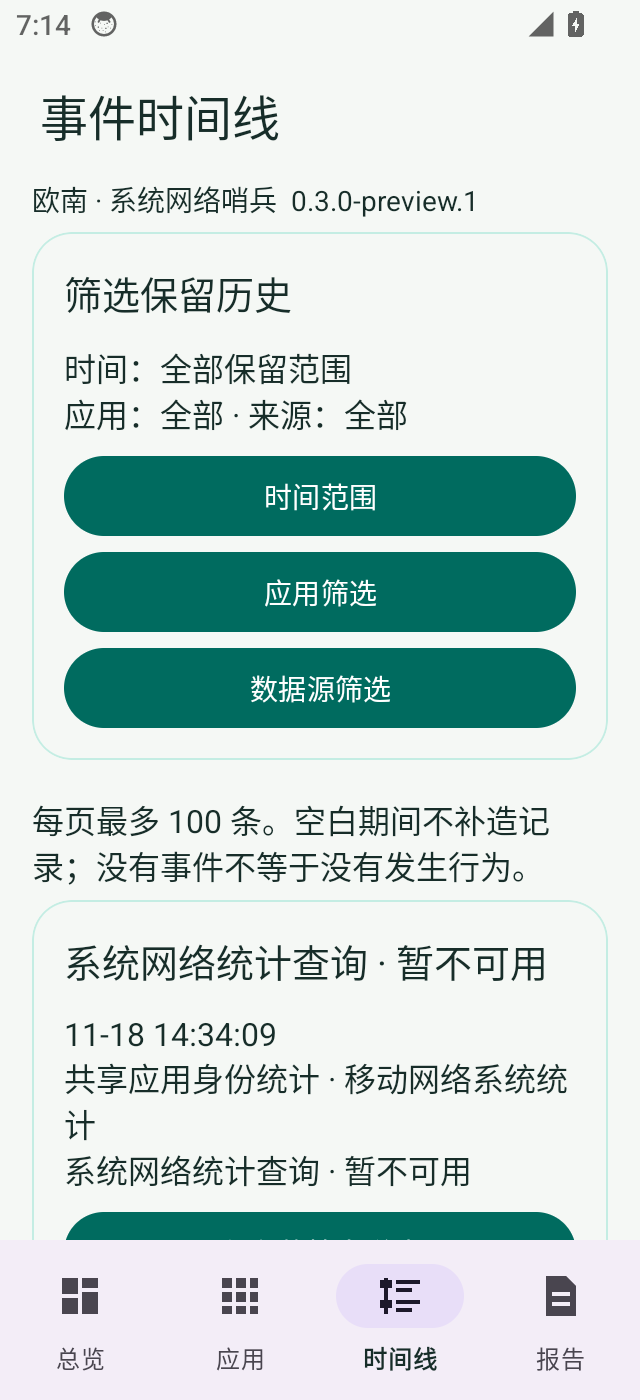 7:14
事件时间线
欧南 · 系统网络哨兵 0.3.0-preview.1
筛选保留历史
时间：全部保留范围
应用：全部 · 来源：全部
时间范围
应用筛选
数据源筛选
每页最多 100 条。空白期间不补造记
录；没有事件不等于没有发生行为。
系统网络统计查询 · 暂不可用
11-18 14:34:09
共享应用身份统计 · 移动网络系统统
计
系统网络统计查询 · 暂不可用
总览
应用
时间线
报告